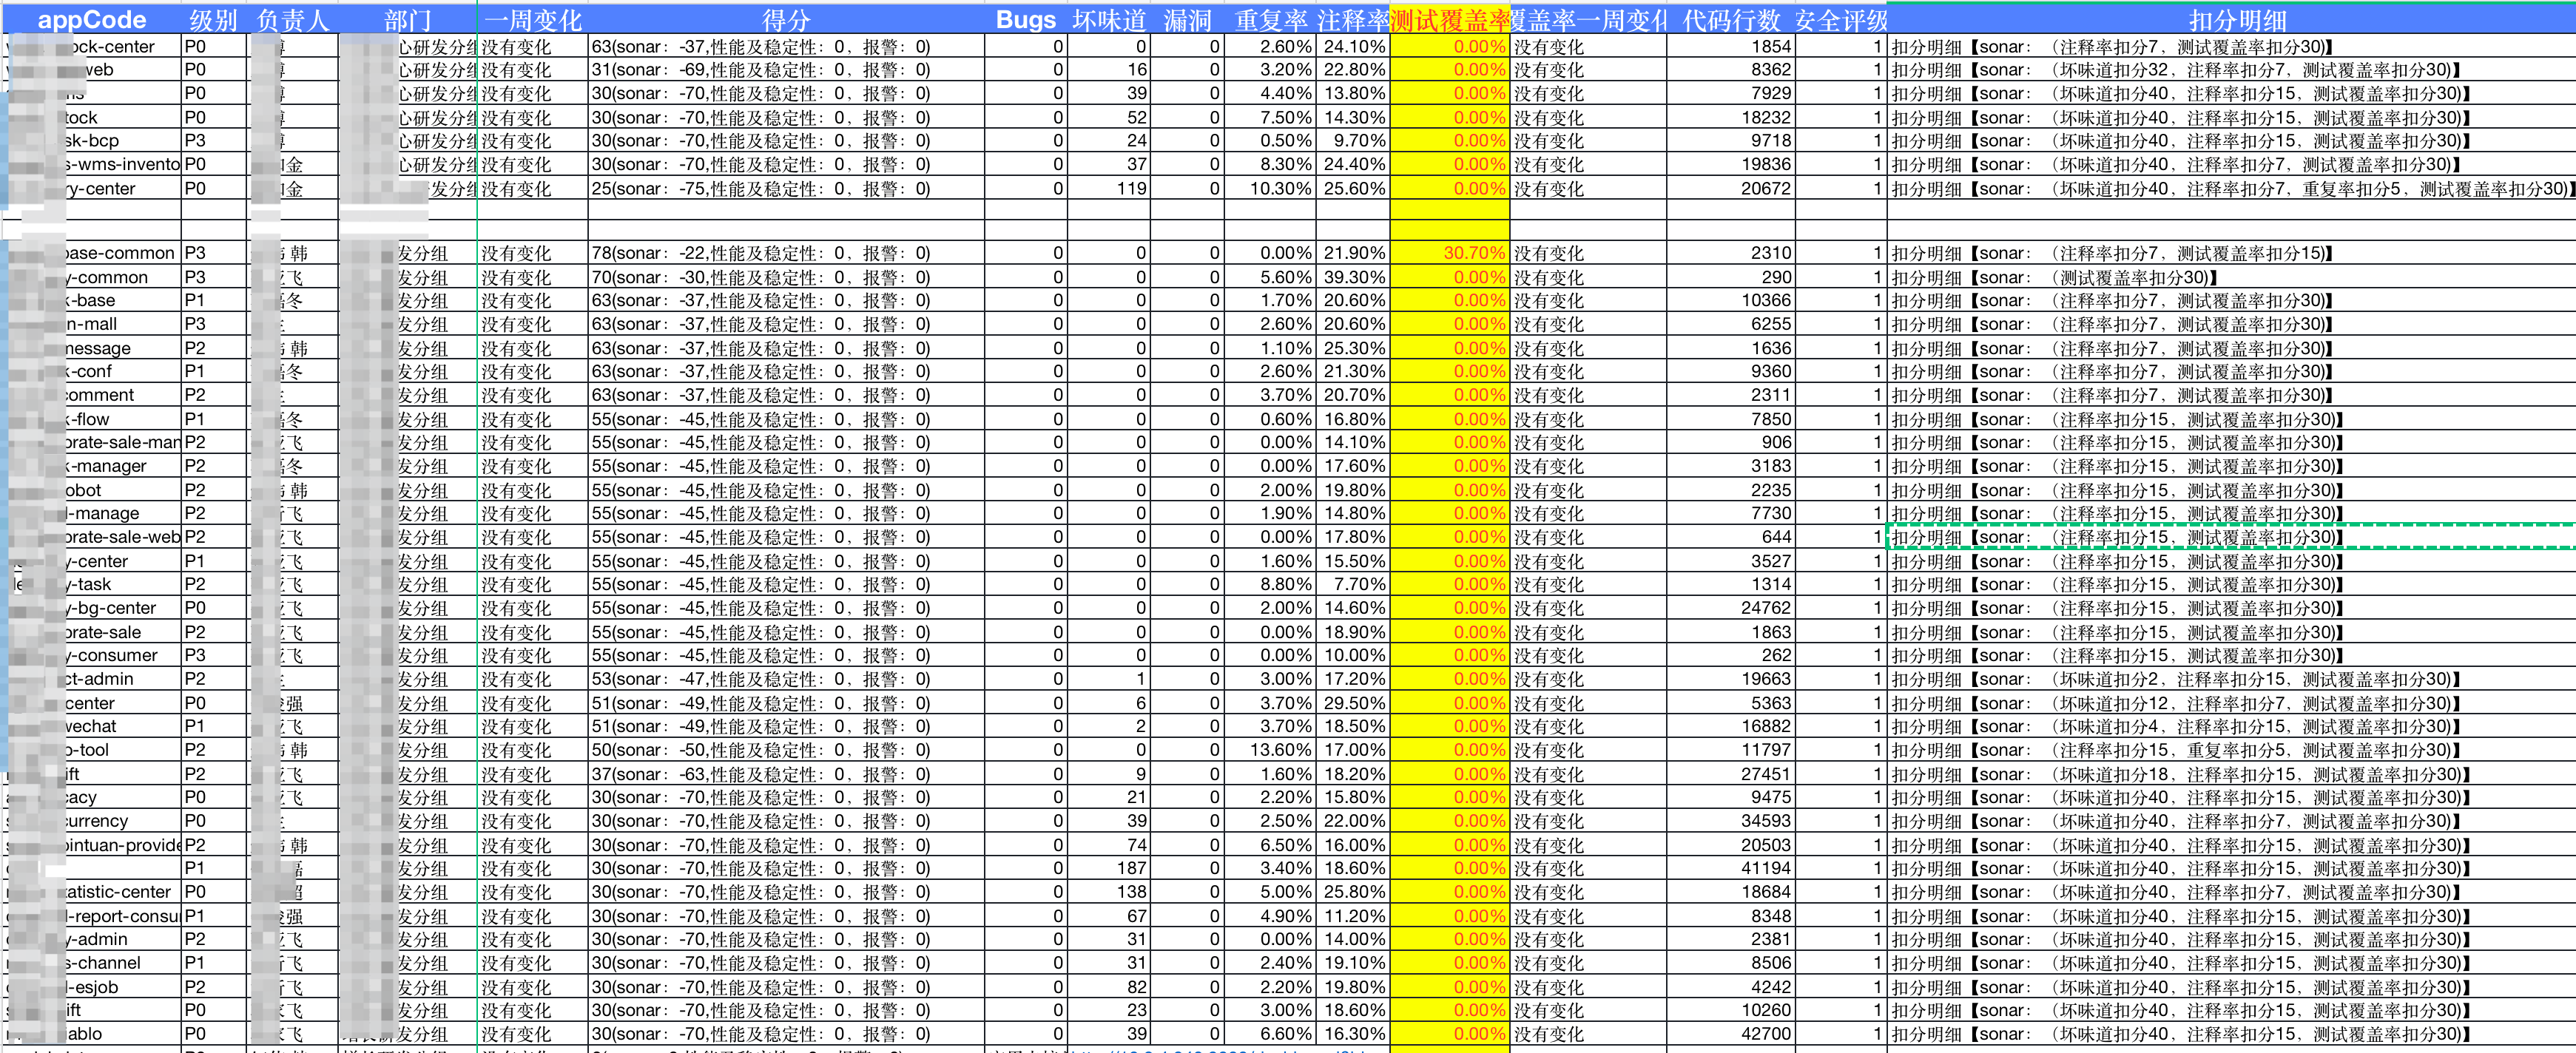 appCode 级别 负责人 部门 一周变化 得分 Bugs 坏味道 漏洞 重复率 注释率 测试覆盖率 覆盖率一周变化 代码行数 安全评级 扣分明细
ock-center P0 心研发分组 没有变化 63(sonar：-37,性能及稳定性：0，报警：0) 0 0 0 2.60% 24.10% 0.00% 没有变化 1854 1 扣分明细【sonar：（注释率扣分7，测试覆盖率扣分30)】
web P0 心研发分组 没有变化 31(sonar：-69,性能及稳定性：0，报警：0) 0 16 0 3.20% 22.80% 0.00% 没有变化 8362 1 扣分明细【sonar：（坏味道扣分32，注释率扣分7，测试覆盖率扣分30)】
P0 心研发分组 没有变化 30(sonar：-70,性能及稳定性：0，报警：0) 0 39 0 4.40% 13.80% 0.00% 没有变化 7929 1 扣分明细【sonar：（坏味道扣分40，注释率扣分15，测试覆盖率扣分30)】
tock P0 心研发分组 没有变化 30(sonar：-70,性能及稳定性：0，报警：0) 0 52 0 7.50% 14.30% 0.00% 没有变化 18232 1 扣分明细【sonar：（坏味道扣分40，注释率扣分15，测试覆盖率扣分30)】
sk-bcp P3 心研发分组 没有变化 30(sonar：-70,性能及稳定性：0，报警：0) 0 24 0 0.50% 9.70% 0.00% 没有变化 9718 1 扣分明细【sonar：（坏味道扣分40，注释率扣分15，测试覆盖率扣分30)】
s-wms-invento P0 金 心研发分组 没有变化 30(sonar：-70,性能及稳定性：0，报警：0) 0 37 0 8.30% 24.40% 0.00% 没有变化 19836 1 扣分明细【sonar：（坏味道扣分40，注释率扣分7，测试覆盖率扣分30)】
ry-center P0 金 发分组 没有变化 25(sonar：-75,性能及稳定性：0，报警：0) 0 119 0 10.30% 25.60% 0.00% 没有变化 20672 1 扣分明细【sonar：（坏味道扣分40，注释率扣分7，重复率扣分5，测试覆盖率扣分30)】
base-common P3 韩 发分组 没有变化 78(sonar：-22,性能及稳定性：0，报警：0) 0 0 0 0.00% 21.90% 30.70% 没有变化 2310 1 扣分明细【sonar：（注释率扣分7，测试覆盖率扣分15)】
y-common P3 飞 发分组 没有变化 70(sonar：-30,性能及稳定性：0，报警：0) 0 0 0 5.60% 39.30% 0.00% 没有变化 290 1 扣分明细【sonar：（测试覆盖率扣分30)】
k-base P1 冬 发分组 没有变化 63(sonar：-37,性能及稳定性：0，报警：0) 0 0 0 1.70% 20.60% 0.00% 没有变化 10366 1 扣分明细【sonar：（注释率扣分7，测试覆盖率扣分30)】
n-mall P3 发分组 没有变化 63(sonar：-37,性能及稳定性：0，报警：0) 0 0 0 2.60% 20.60% 0.00% 没有变化 6255 1 扣分明细【sonar：（注释率扣分7，测试覆盖率扣分30)】
message P2 韩 发分组 没有变化 63(sonar：-37,性能及稳定性：0，报警：0) 0 0 0 1.10% 25.30% 0.00% 没有变化 1636 1 扣分明细【sonar：（注释率扣分7，测试覆盖率扣分30)】
k-conf P1 冬 发分组 没有变化 63(sonar：-37,性能及稳定性：0，报警：0) 0 0 0 2.60% 21.30% 0.00% 没有变化 9360 1 扣分明细【sonar：（注释率扣分7，测试覆盖率扣分30)】
comment P2 发分组 没有变化 63(sonar：-37,性能及稳定性：0，报警：0) 0 0 0 3.70% 20.70% 0.00% 没有变化 2311 1 扣分明细【sonar：（注释率扣分7，测试覆盖率扣分30)】
k-flow P1 冬 发分组 没有变化 55(sonar：-45,性能及稳定性：0，报警：0) 0 0 0 0.60% 16.80% 0.00% 没有变化 7850 1 扣分明细【sonar：（注释率扣分15，测试覆盖率扣分30)】
orate-sale-man P2 飞 发分组 没有变化 55(sonar：-45,性能及稳定性：0，报警：0) 0 0 0 0.00% 14.10% 0.00% 没有变化 906 1 扣分明细【sonar：（注释率扣分15，测试覆盖率扣分30)】
k-manager P2 冬 发分组 没有变化 55(sonar：-45,性能及稳定性：0，报警：0) 0 0 0 0.00% 17.60% 0.00% 没有变化 3183 1 扣分明细【sonar：（注释率扣分15，测试覆盖率扣分30)】
obot P2 韩 发分组 没有变化 55(sonar：-45,性能及稳定性：0，报警：0) 0 0 0 2.00% 19.80% 0.00% 没有变化 2235 1 扣分明细【sonar：（注释率扣分15，测试覆盖率扣分30)】
l-manage P2 飞 发分组 没有变化 55(sonar：-45,性能及稳定性：0，报警：0) 0 0 0 1.90% 14.80% 0.00% 没有变化 7730 1 扣分明细【sonar：（注释率扣分15，测试覆盖率扣分30)】
orate-sale-web P2 飞 发分组 没有变化 55(sonar：-45,性能及稳定性：0，报警：0) 0 0 0 0.00% 17.80% 0.00% 没有变化 644 1 扣分明细【sonar：（注释率扣分15，测试覆盖率扣分30)】
y-center P1 飞 发分组 没有变化 55(sonar：-45,性能及稳定性：0，报警：0) 0 0 0 1.60% 15.50% 0.00% 没有变化 3527 1 扣分明细【sonar：（注释率扣分15，测试覆盖率扣分30)】
y-task P2 飞 发分组 没有变化 55(sonar：-45,性能及稳定性：0，报警：0) 0 0 0 8.80% 7.70% 0.00% 没有变化 1314 1 扣分明细【sonar：（注释率扣分15，测试覆盖率扣分30)】
y-bg-center P0 飞 发分组 没有变化 55(sonar：-45,性能及稳定性：0，报警：0) 0 0 0 2.00% 14.60% 0.00% 没有变化 24762 1 扣分明细【sonar：（注释率扣分15，测试覆盖率扣分30)】
orate-sale P2 飞 发分组 没有变化 55(sonar：-45,性能及稳定性：0，报警：0) 0 0 0 0.00% 18.90% 0.00% 没有变化 1863 1 扣分明细【sonar：（注释率扣分15，测试覆盖率扣分30)】
y-consumer P3 飞 发分组 没有变化 55(sonar：-45,性能及稳定性：0，报警：0) 0 0 0 0.00% 10.00% 0.00% 没有变化 262 1 扣分明细【sonar：（注释率扣分15，测试覆盖率扣分30)】
ct-admin P2 发分组 没有变化 53(sonar：-47,性能及稳定性：0，报警：0) 0 1 0 3.00% 17.20% 0.00% 没有变化 19663 1 扣分明细【sonar：（坏味道扣分2，注释率扣分15，测试覆盖率扣分30)】
center P0 强 发分组 没有变化 51(sonar：-49,性能及稳定性：0，报警：0) 0 6 0 3.70% 29.50% 0.00% 没有变化 5363 1 扣分明细【sonar：（坏味道扣分12，注释率扣分7，测试覆盖率扣分30)】
wechat P1 飞 发分组 没有变化 51(sonar：-49,性能及稳定性：0，报警：0) 0 2 0 3.70% 18.50% 0.00% 没有变化 16882 1 扣分明细【sonar：（坏味道扣分4，注释率扣分15，测试覆盖率扣分30)】
o-tool P2 韩 发分组 没有变化 50(sonar：-50,性能及稳定性：0，报警：0) 0 0 0 13.60% 17.00% 0.00% 没有变化 11797 1 扣分明细【sonar：（注释率扣分15，重复率扣分5，测试覆盖率扣分30)】
ift P2 飞 发分组 没有变化 37(sonar：-63,性能及稳定性：0，报警：0) 0 9 0 1.60% 18.20% 0.00% 没有变化 27451 1 扣分明细【sonar：（坏味道扣分18，注释率扣分15，测试覆盖率扣分30)】
cacy P0 飞 发分组 没有变化 30(sonar：-70,性能及稳定性：0，报警：0) 0 21 0 2.20% 15.80% 0.00% 没有变化 9475 1 扣分明细【sonar：（坏味道扣分40，注释率扣分15，测试覆盖率扣分30)】
currency P0 发分组 没有变化 30(sonar：-70,性能及稳定性：0，报警：0) 0 39 0 2.50% 22.00% 0.00% 没有变化 34593 1 扣分明细【sonar：（坏味道扣分40，注释率扣分7，测试覆盖率扣分30)】
pintuan-provide P2 韩 发分组 没有变化 30(sonar：-70,性能及稳定性：0，报警：0) 0 74 0 6.50% 16.00% 0.00% 没有变化 20503 1 扣分明细【sonar：（坏味道扣分40，注释率扣分15，测试覆盖率扣分30)】
P1 磊 发分组 没有变化 30(sonar：-70,性能及稳定性：0，报警：0) 0 187 0 3.40% 18.60% 0.00% 没有变化 41194 1 扣分明细【sonar：（坏味道扣分40，注释率扣分15，测试覆盖率扣分30)】
tatistic-center P0 超 发分组 没有变化 30(sonar：-70,性能及稳定性：0，报警：0) 0 138 0 5.00% 25.80% 0.00% 没有变化 18684 1 扣分明细【sonar：（坏味道扣分40，注释率扣分7，测试覆盖率扣分30)】
l-report-consu P1 强 发分组 没有变化 30(sonar：-70,性能及稳定性：0，报警：0) 0 67 0 4.90% 11.20% 0.00% 没有变化 8348 1 扣分明细【sonar：（坏味道扣分40，注释率扣分15，测试覆盖率扣分30)】
y-admin P2 飞 发分组 没有变化 30(sonar：-70,性能及稳定性：0，报警：0) 0 31 0 0.00% 14.00% 0.00% 没有变化 2381 1 扣分明细【sonar：（坏味道扣分40，注释率扣分15，测试覆盖率扣分30)】
s-channel P1 飞 发分组 没有变化 30(sonar：-70,性能及稳定性：0，报警：0) 0 31 0 2.40% 19.10% 0.00% 没有变化 8506 1 扣分明细【sonar：（坏味道扣分40，注释率扣分15，测试覆盖率扣分30)】
l-esjob P2 飞 发分组 没有变化 30(sonar：-70,性能及稳定性：0，报警：0) 0 82 0 2.20% 19.80% 0.00% 没有变化 4242 1 扣分明细【sonar：（坏味道扣分40，注释率扣分15，测试覆盖率扣分30)】
ift P0 飞 发分组 没有变化 30(sonar：-70,性能及稳定性：0，报警：0) 0 23 0 3.00% 18.60% 0.00% 没有变化 10260 1 扣分明细【sonar：（坏味道扣分40，注释率扣分15，测试覆盖率扣分30)】
ablo P0 飞 发分组 没有变化 30(sonar：-70,性能及稳定性：0，报警：0) 0 39 0 6.60% 16.30% 0.00% 没有变化 42700 1 扣分明细【sonar：（坏味道扣分40，注释率扣分15，测试覆盖率扣分30)】